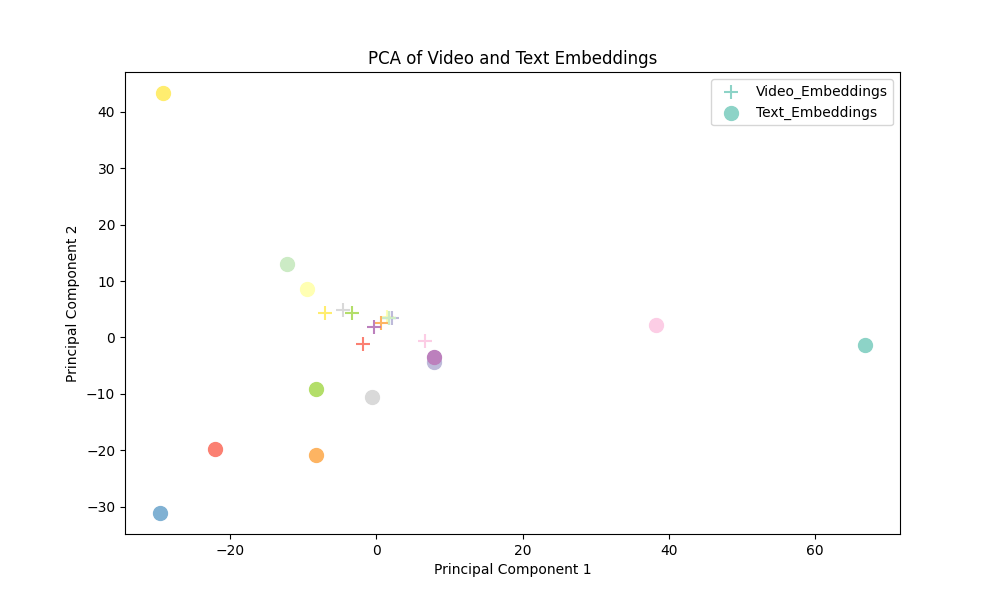 PCA of Video and Text Embeddings
Video_Embeddings
Text_Embeddings
Principal Component 2
40
30
20
10
0
−10
−20
−30
−20
0
20
40
60
Principal Component 1